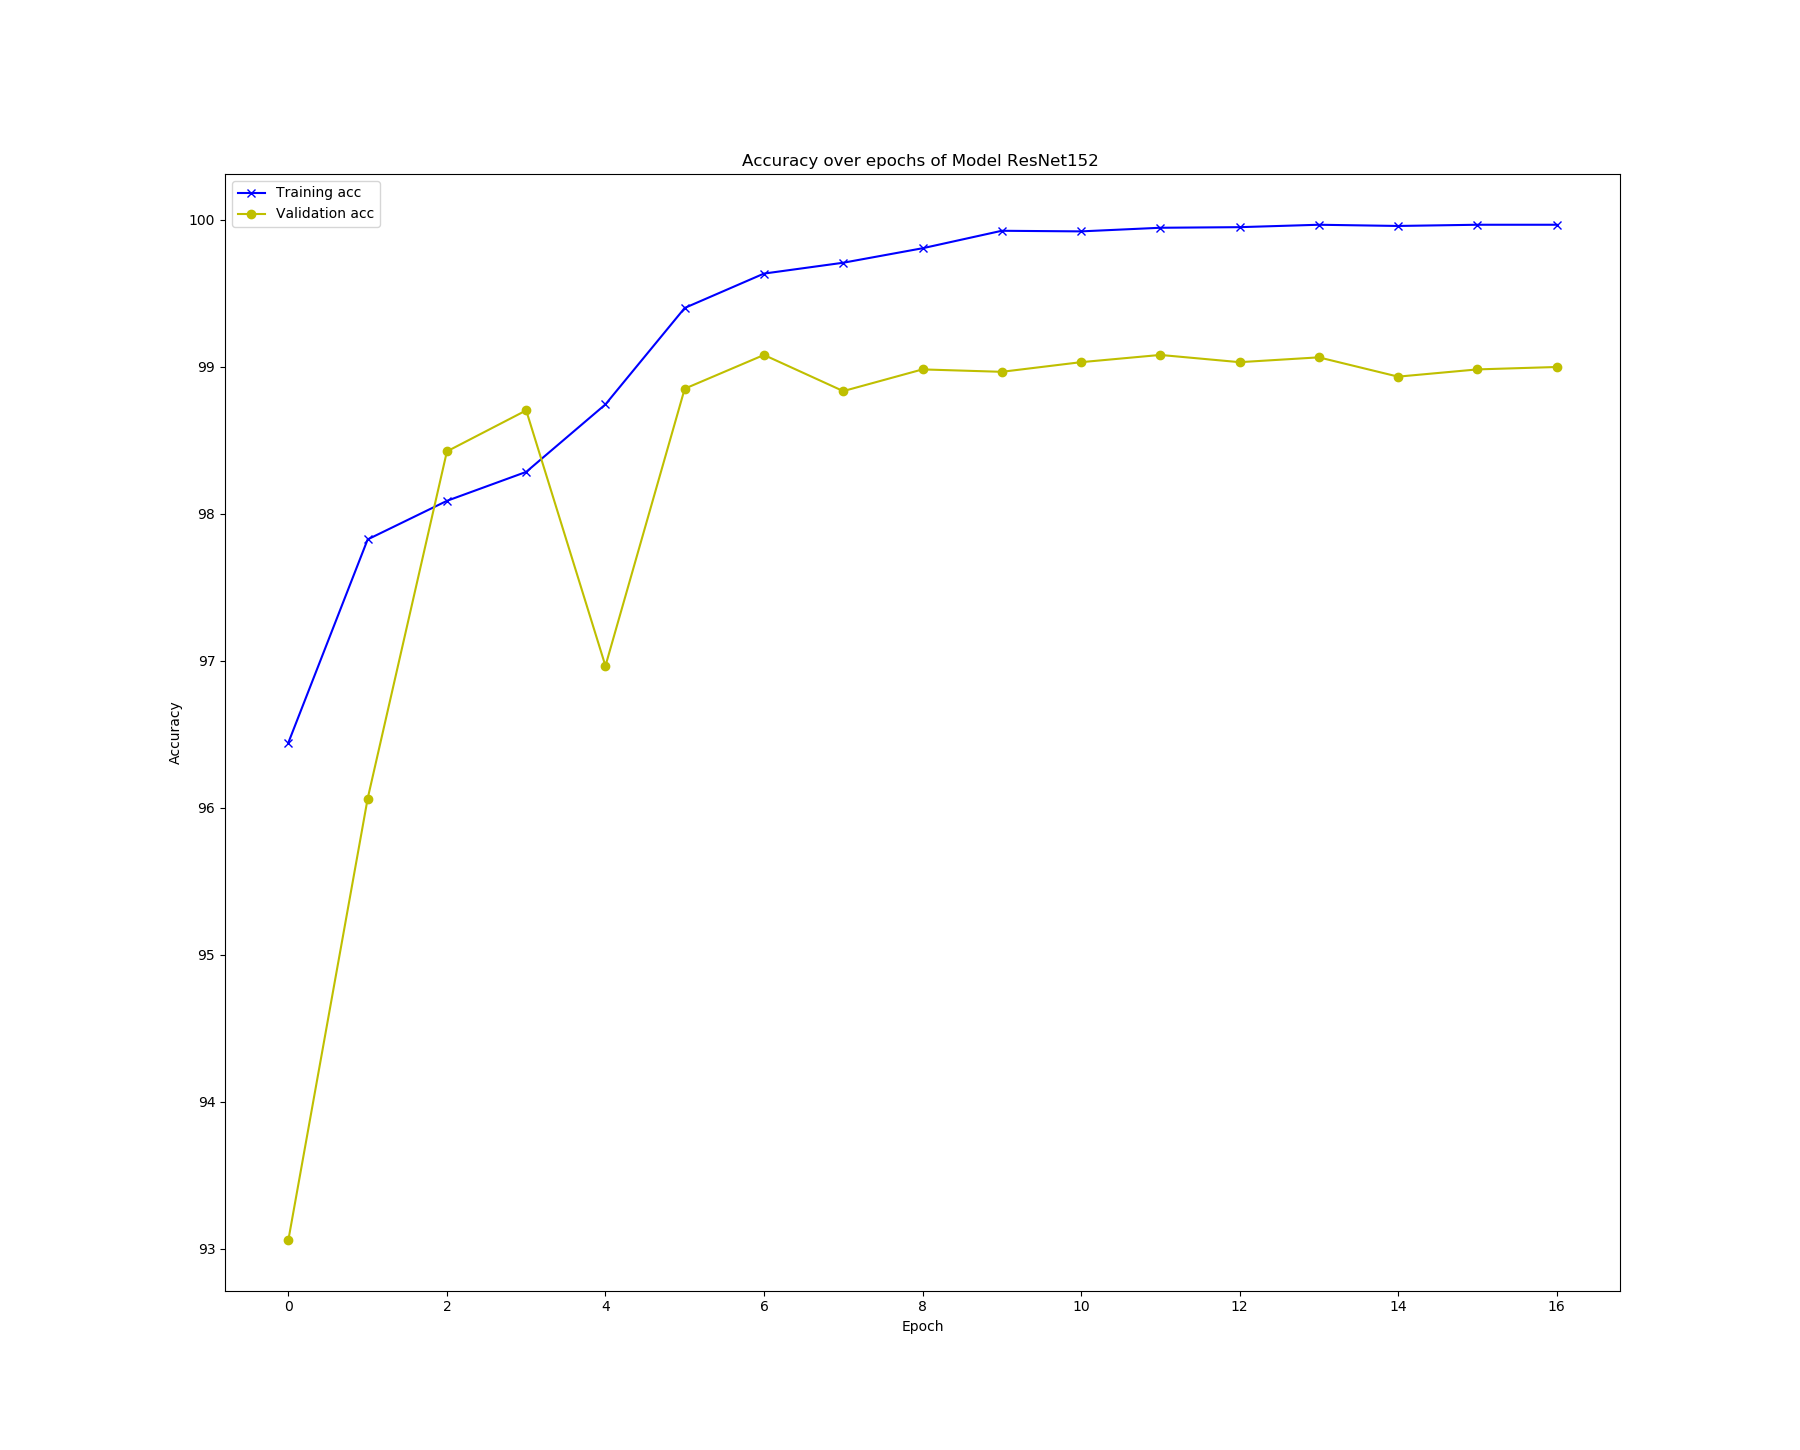 Accuracy over epochs of Model ResNet152
Training acc
Validation acc
100
99
98
97
96
95
94
93
Accuracy
0 2 4 6 8 10 12 14 16
Epoch